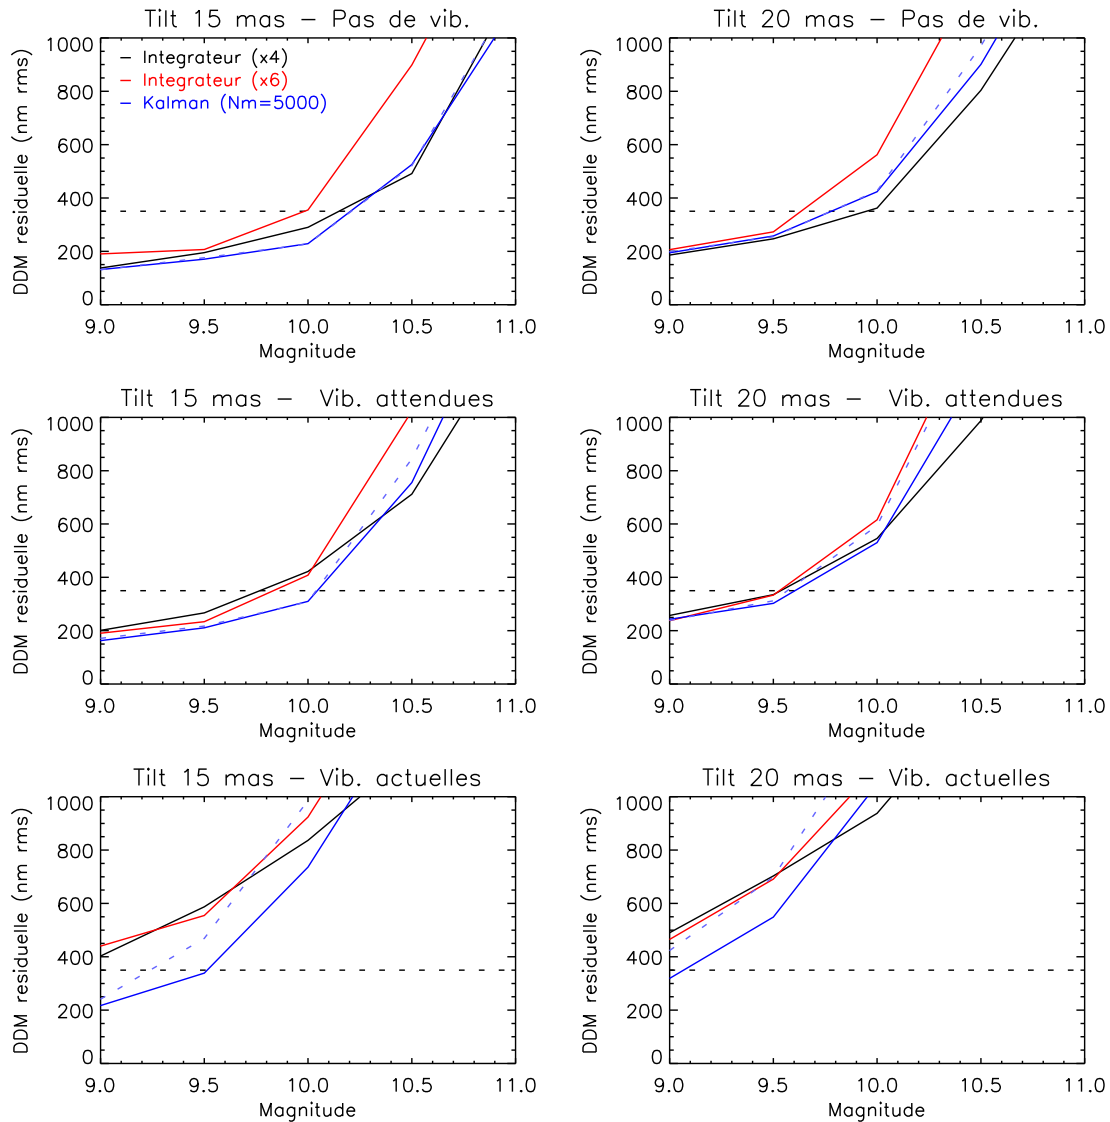 Tilt 15 mas – Pas de vib.
DDM residuelle (nm rms)
1000
800
600
400
200
0
Integrateur (x4)
Integrateur (x6)
Kalman (Nm=5000)
9.0 9.5 10.0 10.5 11.0
Magnitude
Tilt 20 mas – Pas de vib.
DDM residuelle (nm rms)
1000
800
600
400
200
0
9.0 9.5 10.0 10.5 11.0
Magnitude
Tilt 15 mas – Vib. attendues
DDM residuelle (nm rms)
1000
800
600
400
200
0
9.0 9.5 10.0 10.5 11.0
Magnitude
Tilt 20 mas – Vib. attendues
DDM residuelle (nm rms)
1000
800
600
400
200
0
9.0 9.5 10.0 10.5 11.0
Magnitude
Tilt 15 mas – Vib. actuelles
DDM residuelle (nm rms)
1000
800
600
400
200
0
9.0 9.5 10.0 10.5 11.0
Magnitude
Tilt 20 mas – Vib. actuelles
DDM residuelle (nm rms)
1000
800
600
400
200
0
9.0 9.5 10.0 10.5 11.0
Magnitude